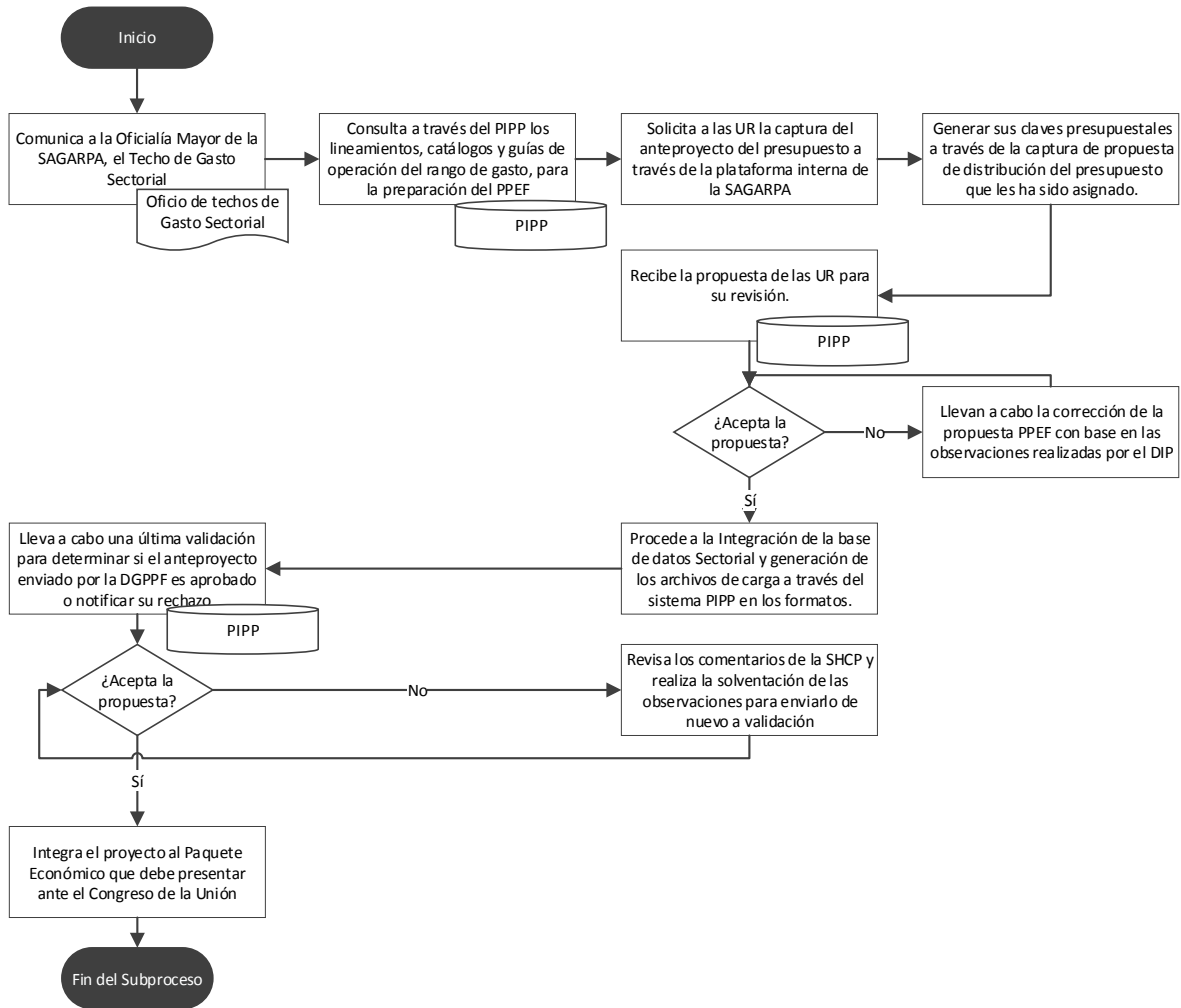 Inicio
Comunica a la Oficialía Mayor de la
SAGARPA, el Techo de Gasto
Sectorial
Oficio de techos de
Gasto Sectorial
Consulta a través del PIPP los
lineamientos, catálogos y guías de
operación del rango de gasto, para
la preparación del PPEF
PIPP
Solicita a las UR la captura del
anteproyecto del presupuesto a
través de la plataforma interna de
la SAGARPA
Generar sus claves presupuestales
a través de la captura de propuesta
de distribución del presupuesto
que les ha sido asignado.
Recibe la propuesta de las UR para
su revisión.
PIPP
¿Acepta la
propuesta?
No
Llevan a cabo la corrección de la
propuesta PPEF con base en las
observaciones realizadas por el DIP
Sí
Procede a la Integración de la base
de datos Sectorial y generación de
los archivos de carga a través del
sistema PIPP en los formatos.
Lleva a cabo una última validación
para determinar si el anteproyecto
enviado por la DGPPF es aprobado
o notificar su rechazo
PIPP
¿Acepta la
propuesta?
No
Revisa los comentarios de la SHCP y
realiza la solventación de las
observaciones para enviarlo de
nuevo a validación
Sí
Integra el proyecto al Paquete
Económico que debe presentar
ante el Congreso de la Unión
Fin del Subproceso